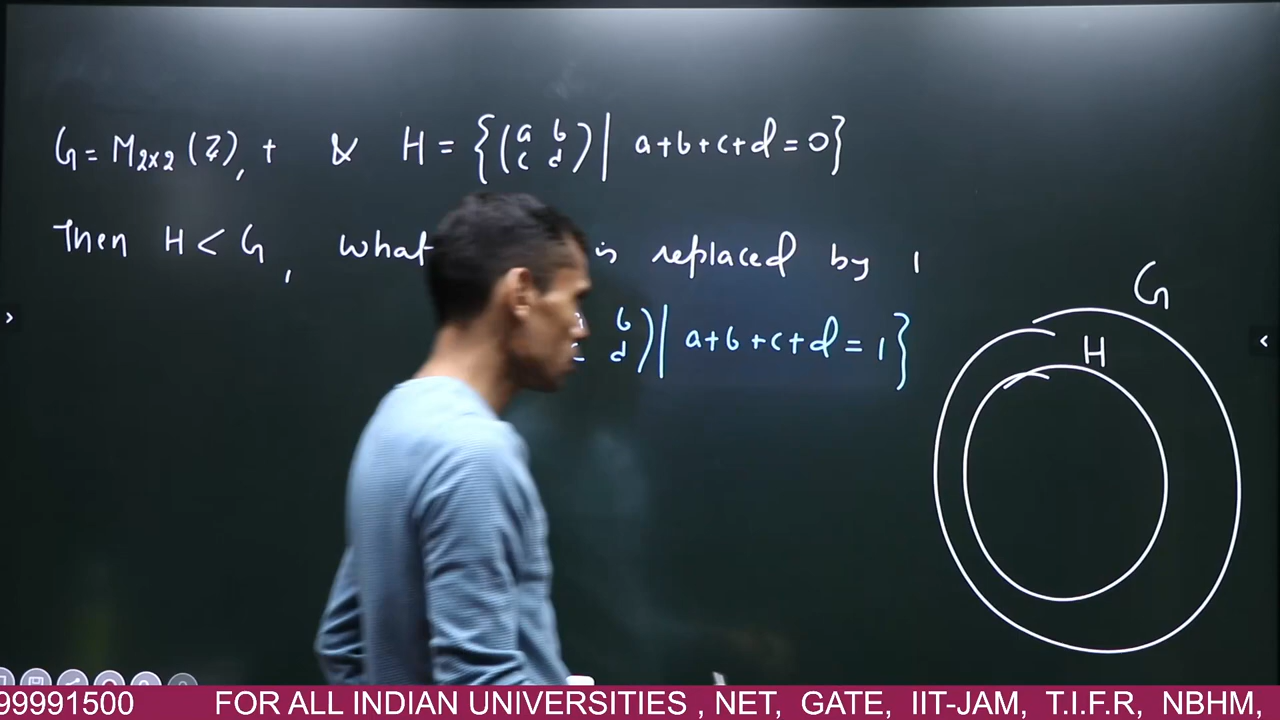 G = M₂ₓ₂ (ℤ), + & H = {(a b c d) | a+b+c+d = 0}
Then H < G, what is replaced by 1
b d) | a+b+c+d = 1}
G
H
99991500 FOR ALL INDIAN UNIVERSITIES , NET, GATE, IIT-JAM, T.I.F.R, NBHM,